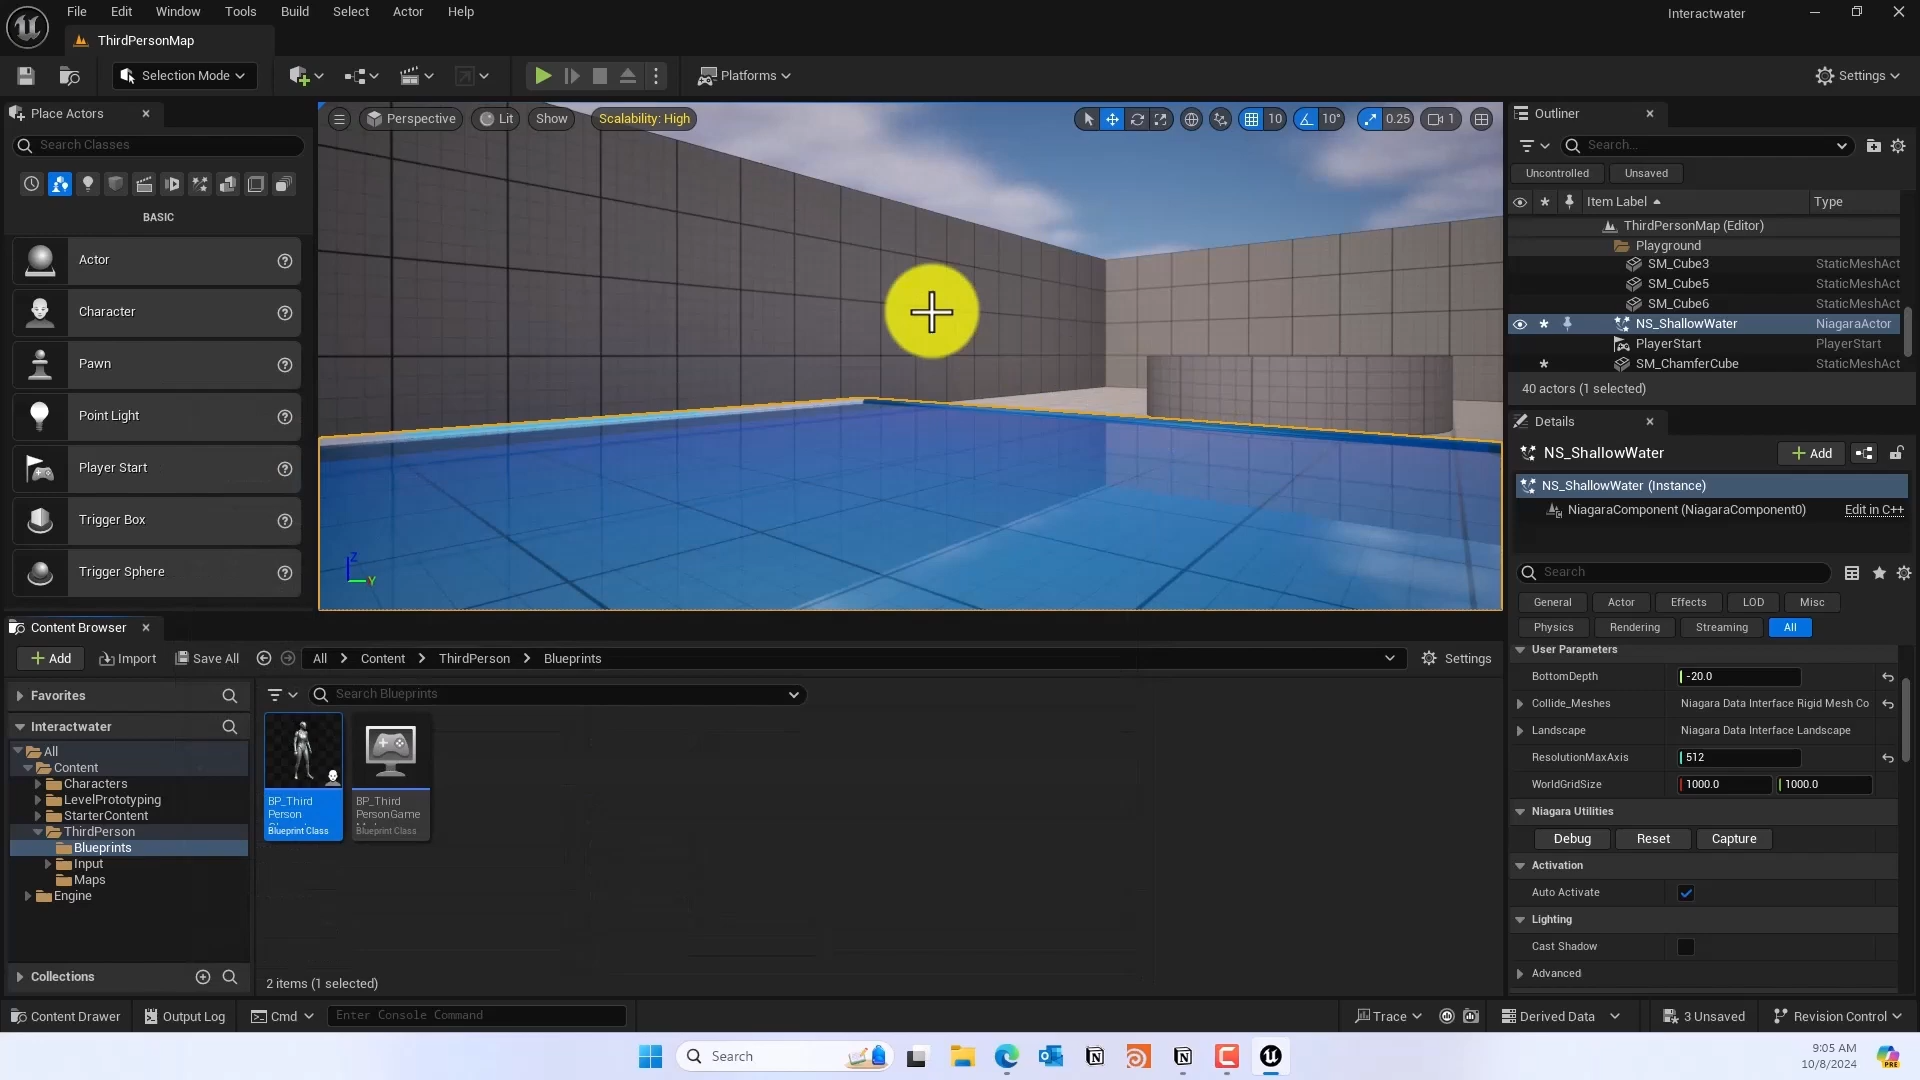 File Edit Window Tools Build Select Actor Help
Interactwater
ThirdPersonMap
Selection Mode
Platforms
Settings
Place Actors
Search Classes
BASIC
Actor
Character
Pawn
Point Light
Player Start
Trigger Box
Trigger Sphere
Perspective Lit Show Scalability: High
10 10° 0.25 1
Z
Y
Outliner
Search...
Uncontrolled Unsaved
Item Label Type
ThirdPersonMap (Editor)
Playground
SM_Cube3 StaticMeshAct
SM_Cube5 StaticMeshAct
SM_Cube6 StaticMeshAct
NS_ShallowWater NiagaraActor
PlayerStart PlayerStart
SM_ChamferCube StaticMeshAct
40 actors (1 selected)
Details
NS_ShallowWater
Add
NS_ShallowWater (Instance)
NiagaraComponent (NiagaraComponent0) Edit in C++
Search
General Actor Effects LOD Misc
Physics Rendering Streaming All
User Parameters
BottomDepth -20.0
Collide_Meshes Niagara Data Interface Rigid Mesh Co
Landscape Niagara Data Interface Landscape
ResolutionMaxAxis 512
WorldGridSize 1000.0 1000.0
Niagara Utilities
Debug Reset Capture
Activation
Auto Activate
Lighting
Cast Shadow
Advanced
Content Browser
Add Import Save All
All Content ThirdPerson Blueprints
Settings
Favorites
Interactwater
All
Content
Characters
LevelPrototyping
StarterContent
ThirdPerson
Blueprints
Input
Maps
Engine
Collections
Search Blueprints
BP_Third
Person
Blueprint Class
BP_Third
PersonGame
Blueprint Class
2 items (1 selected)
Content Drawer Output Log Cmd Enter Console Command
Trace Derived Data 3 Unsaved Revision Control
Search
9:05 AM
10/8/2024
PRE